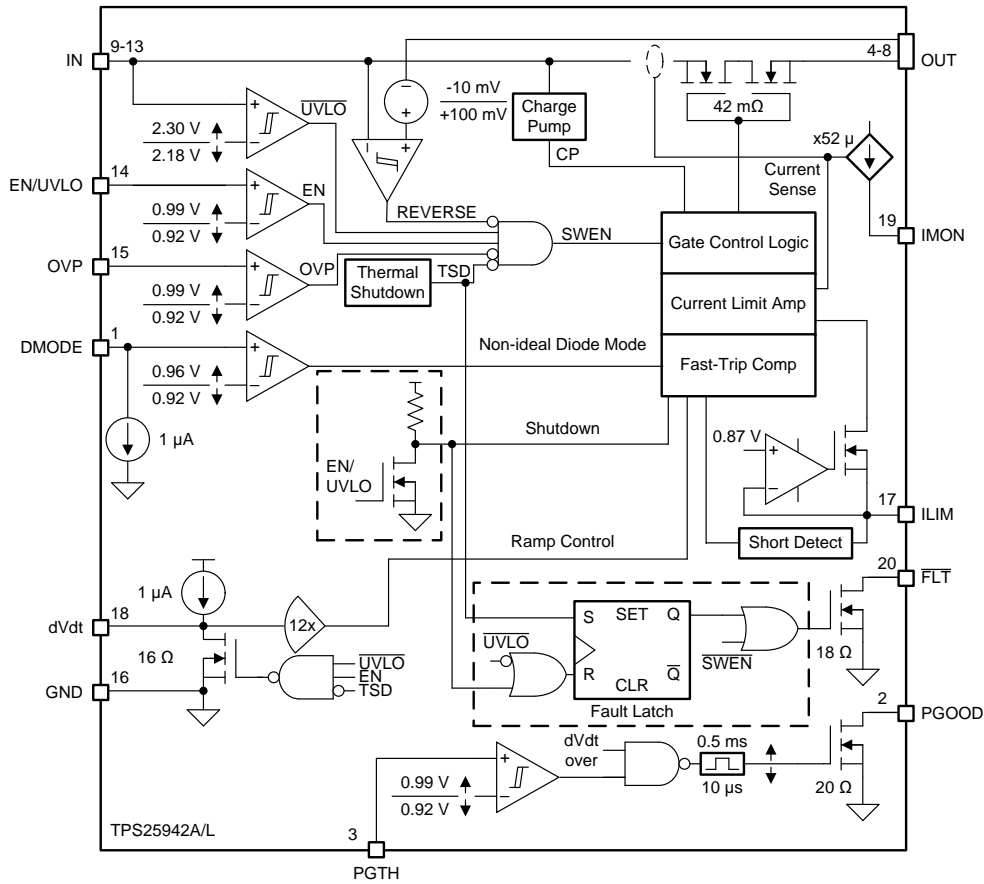 9-13
IN
4-8
OUT
+
UVLO
-10 mV
+100 mV
−
+
Charge
Pump
CP
42 mΩ
x52 µ
Current
Sense
2.30 V
2.18 V
−
−
+
14
EN/UVLO
+
EN
0.99 V
0.92 V
−
REVERSE
SWEN
19
IMON
Gate Control Logic
15
OVP
+
OVP
Thermal
Shutdown
TSD
0.99 V
0.92 V
−
Current Limit Amp
1
DMODE
+
Non-ideal Diode Mode
Fast-Trip Comp
0.96 V
0.92 V
−
1 µA
Shutdown
0.87 V
+
−
EN/
UVLO
17
ILIM
Ramp Control
Short Detect
20
FLT
1 µA
18
dVdt
12x
S
SET
Q
UVLO
16 Ω
SWEN
18 Ω
16
GND
UVLO
EN
TSD
R
CLR
Q
Fault Latch
2
PGOOD
dVdt
over
0.5 ms
10 µs
+
0.99 V
0.92 V
−
20 Ω
TPS25942A/L
3
PGTH